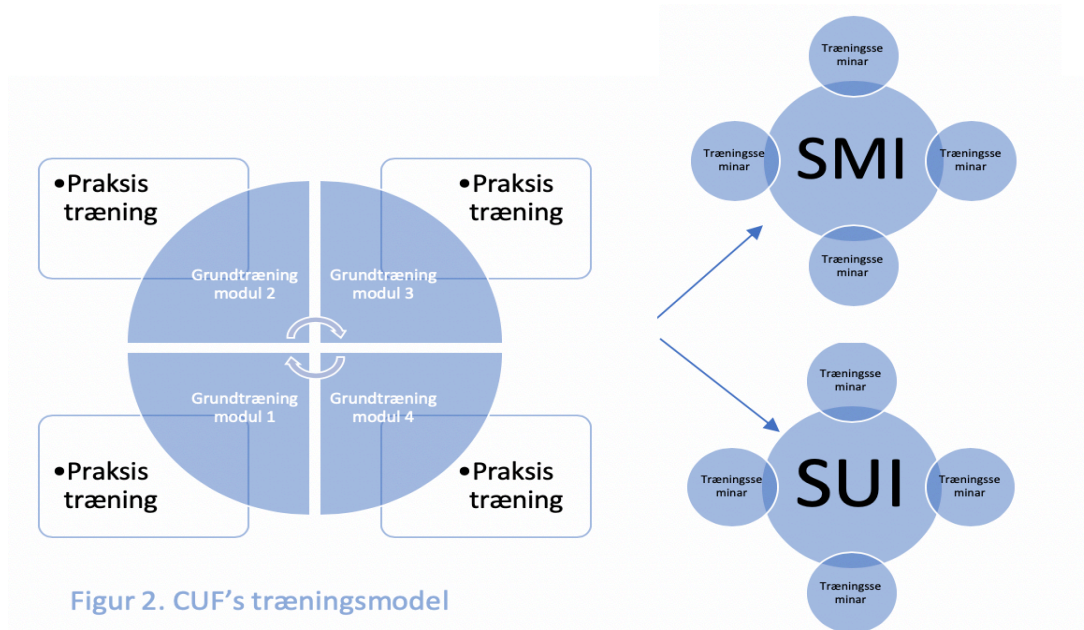 •Praksis
træning
•Praksis
træning
Grundtræning
modul 2
Grundtræning
modul 3
Grundtræning
modul 1
Grundtræning
modul 4
•Praksis
træning
•Praksis
træning
Figur 2. CUF's træningsmodel
Træningsse
minar
Træningsse
minar
SMI
Træningsse
minar
Træningsse
minar
Træningsse
minar
Træningsse
minar
SUI
Træningsse
minar
Træningsse
minar